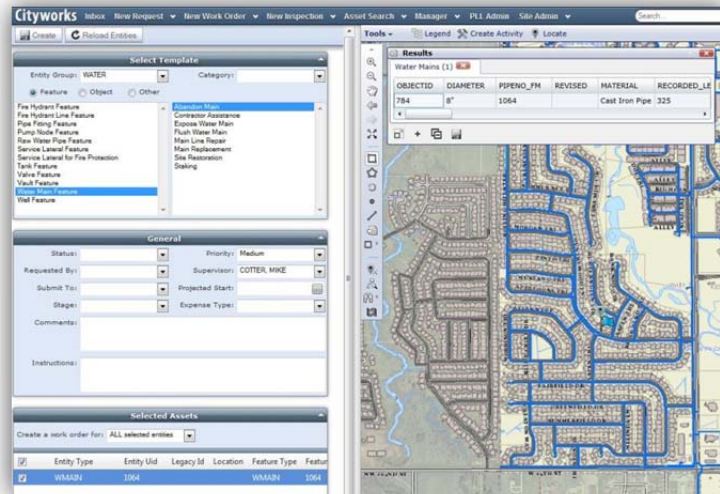 Cityworks Inbox New Request New Work Order New Inspection Asset Search Manager PLL Admin Site Admin Search...
Create Reload Entities
Select Template
Entity Group: WATER Category:
Feature Object Other
Fire Hydrant Feature
Fire Hydrant Line Feature
Pipe Fitting Feature
Pump Node Feature
Raw Water Pipe Feature
Service Lateral Feature
Service Lateral for Fire Protection
Tank Feature
Valve Feature
Vault Feature
Water Main Feature
Well Feature
Abandon Main
Contractor Assistance
Expose Water Main
Flush Water Main
Main Line Repair
Main Replacement
Site Restoration
Staking
General
Status: Priority: Medium
Requested By: Supervisor: COTTER, MIKE
Submit To: Projected Start:
Stage: Expense Type:
Comments:
Instructions:
Selected Assets
Create a work order for: ALL selected entities
Entity Type Entity Uid Legacy Id Location Feature Type Featur
WMAIN 1064 WMAIN 1064
Tools Legend Create Activity Locate
Results
Water Mains (1)
OBJECTID DIAMETER PIPENO_FM REVISED MATERIAL RECORDED_LE
784 8" 1064 Cast Iron Pipe 325